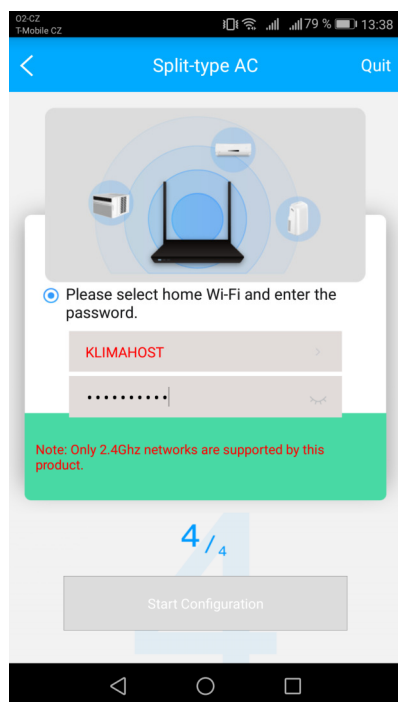 O2-CZ
T-Mobile CZ
79 % 13:38
Split-type AC
Quit
Please select home Wi-Fi and enter the
password.
KLIMAHOST
••••••••••
Note: Only 2.4Ghz networks are supported by this
product.
4/4
Start Configuration